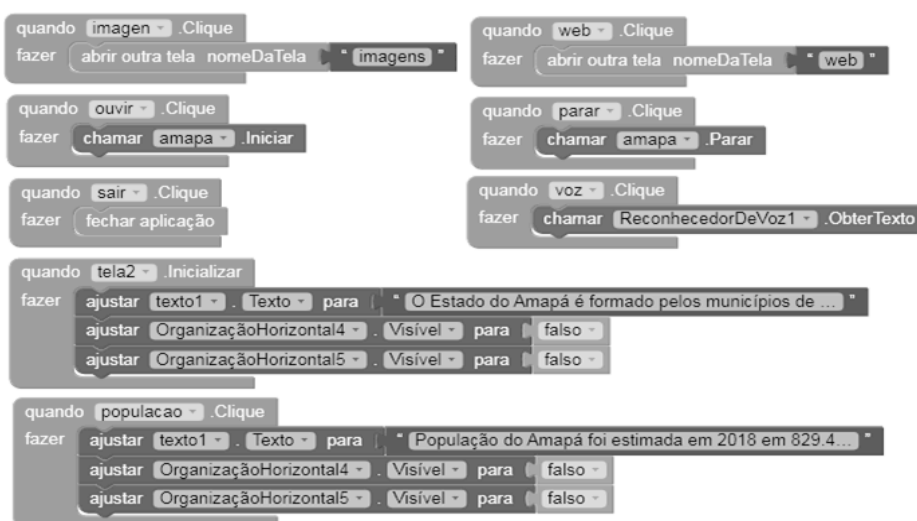 quando imagen .Clique
fazer abrir outra tela nomeDaTela " imagens "
quando web .Clique
fazer abrir outra tela nomeDaTela " web "
quando ouvir .Clique
fazer chamar amapa .Iniciar
quando parar .Clique
fazer chamar amapa .Parar
quando sair .Clique
fazer fechar aplicação
quando voz .Clique
fazer chamar ReconhecedorDeVoz1 .ObterTexto
quando tela2 .Inicializar
fazer ajustar texto1 . Texto para " O Estado do Amapá é formado pelos municípios de ... "
ajustar OrganizaçãoHorizontal4 . Visível para falso
ajustar OrganizaçãoHorizontal5 . Visível para falso
quando populacao .Clique
fazer ajustar texto1 . Texto para " População do Amapá foi estimada em 2018 em 829.4... "
ajustar OrganizaçãoHorizontal4 . Visível para falso
ajustar OrganizaçãoHorizontal5 . Visível para falso